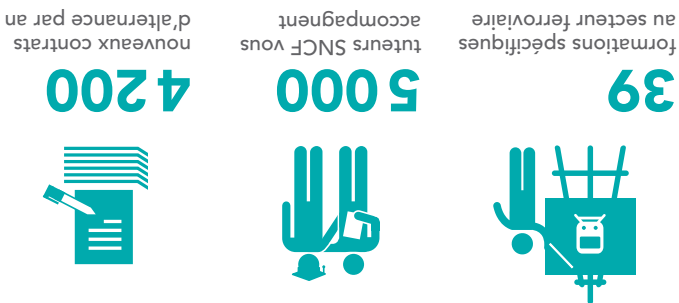 39
formations spécifiques
au secteur ferroviaire
5 000
tuteurs SNCF vous
accompagnent
4 200
nouveaux contrats
d'alternance par an